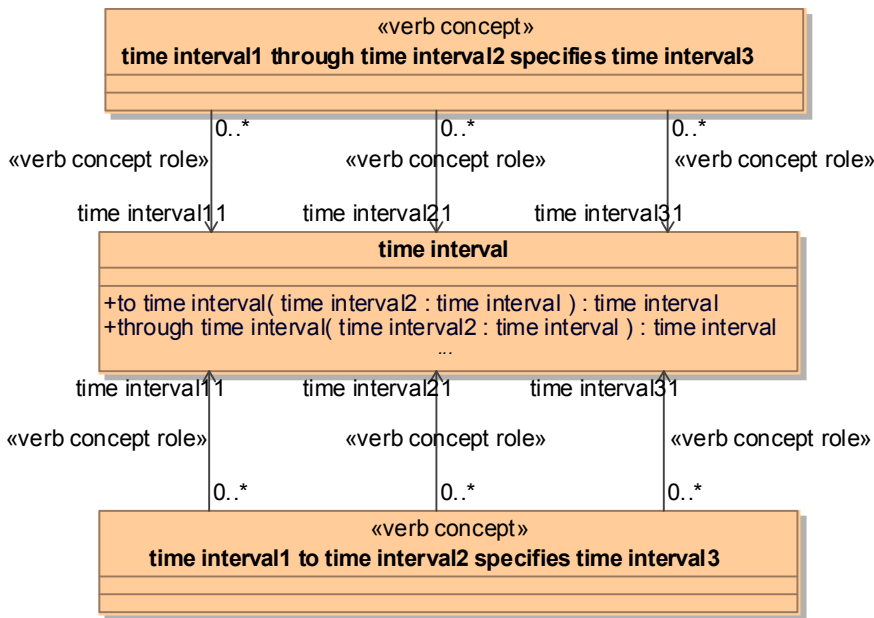 «verb concept»
time interval1 through time interval2 specifies time interval3
0..* 0..* 0..*
«verb concept role» «verb concept role» «verb concept role»
time interval11 time interval21 time interval31
time interval
+to time interval( time interval2 : time interval ) : time interval
+through time interval( time interval2 : time interval ) : time interval
...
time interval11 time interval21 time interval31
«verb concept role» «verb concept role» «verb concept role»
0..* 0..* 0..*
«verb concept»
time interval1 to time interval2 specifies time interval3